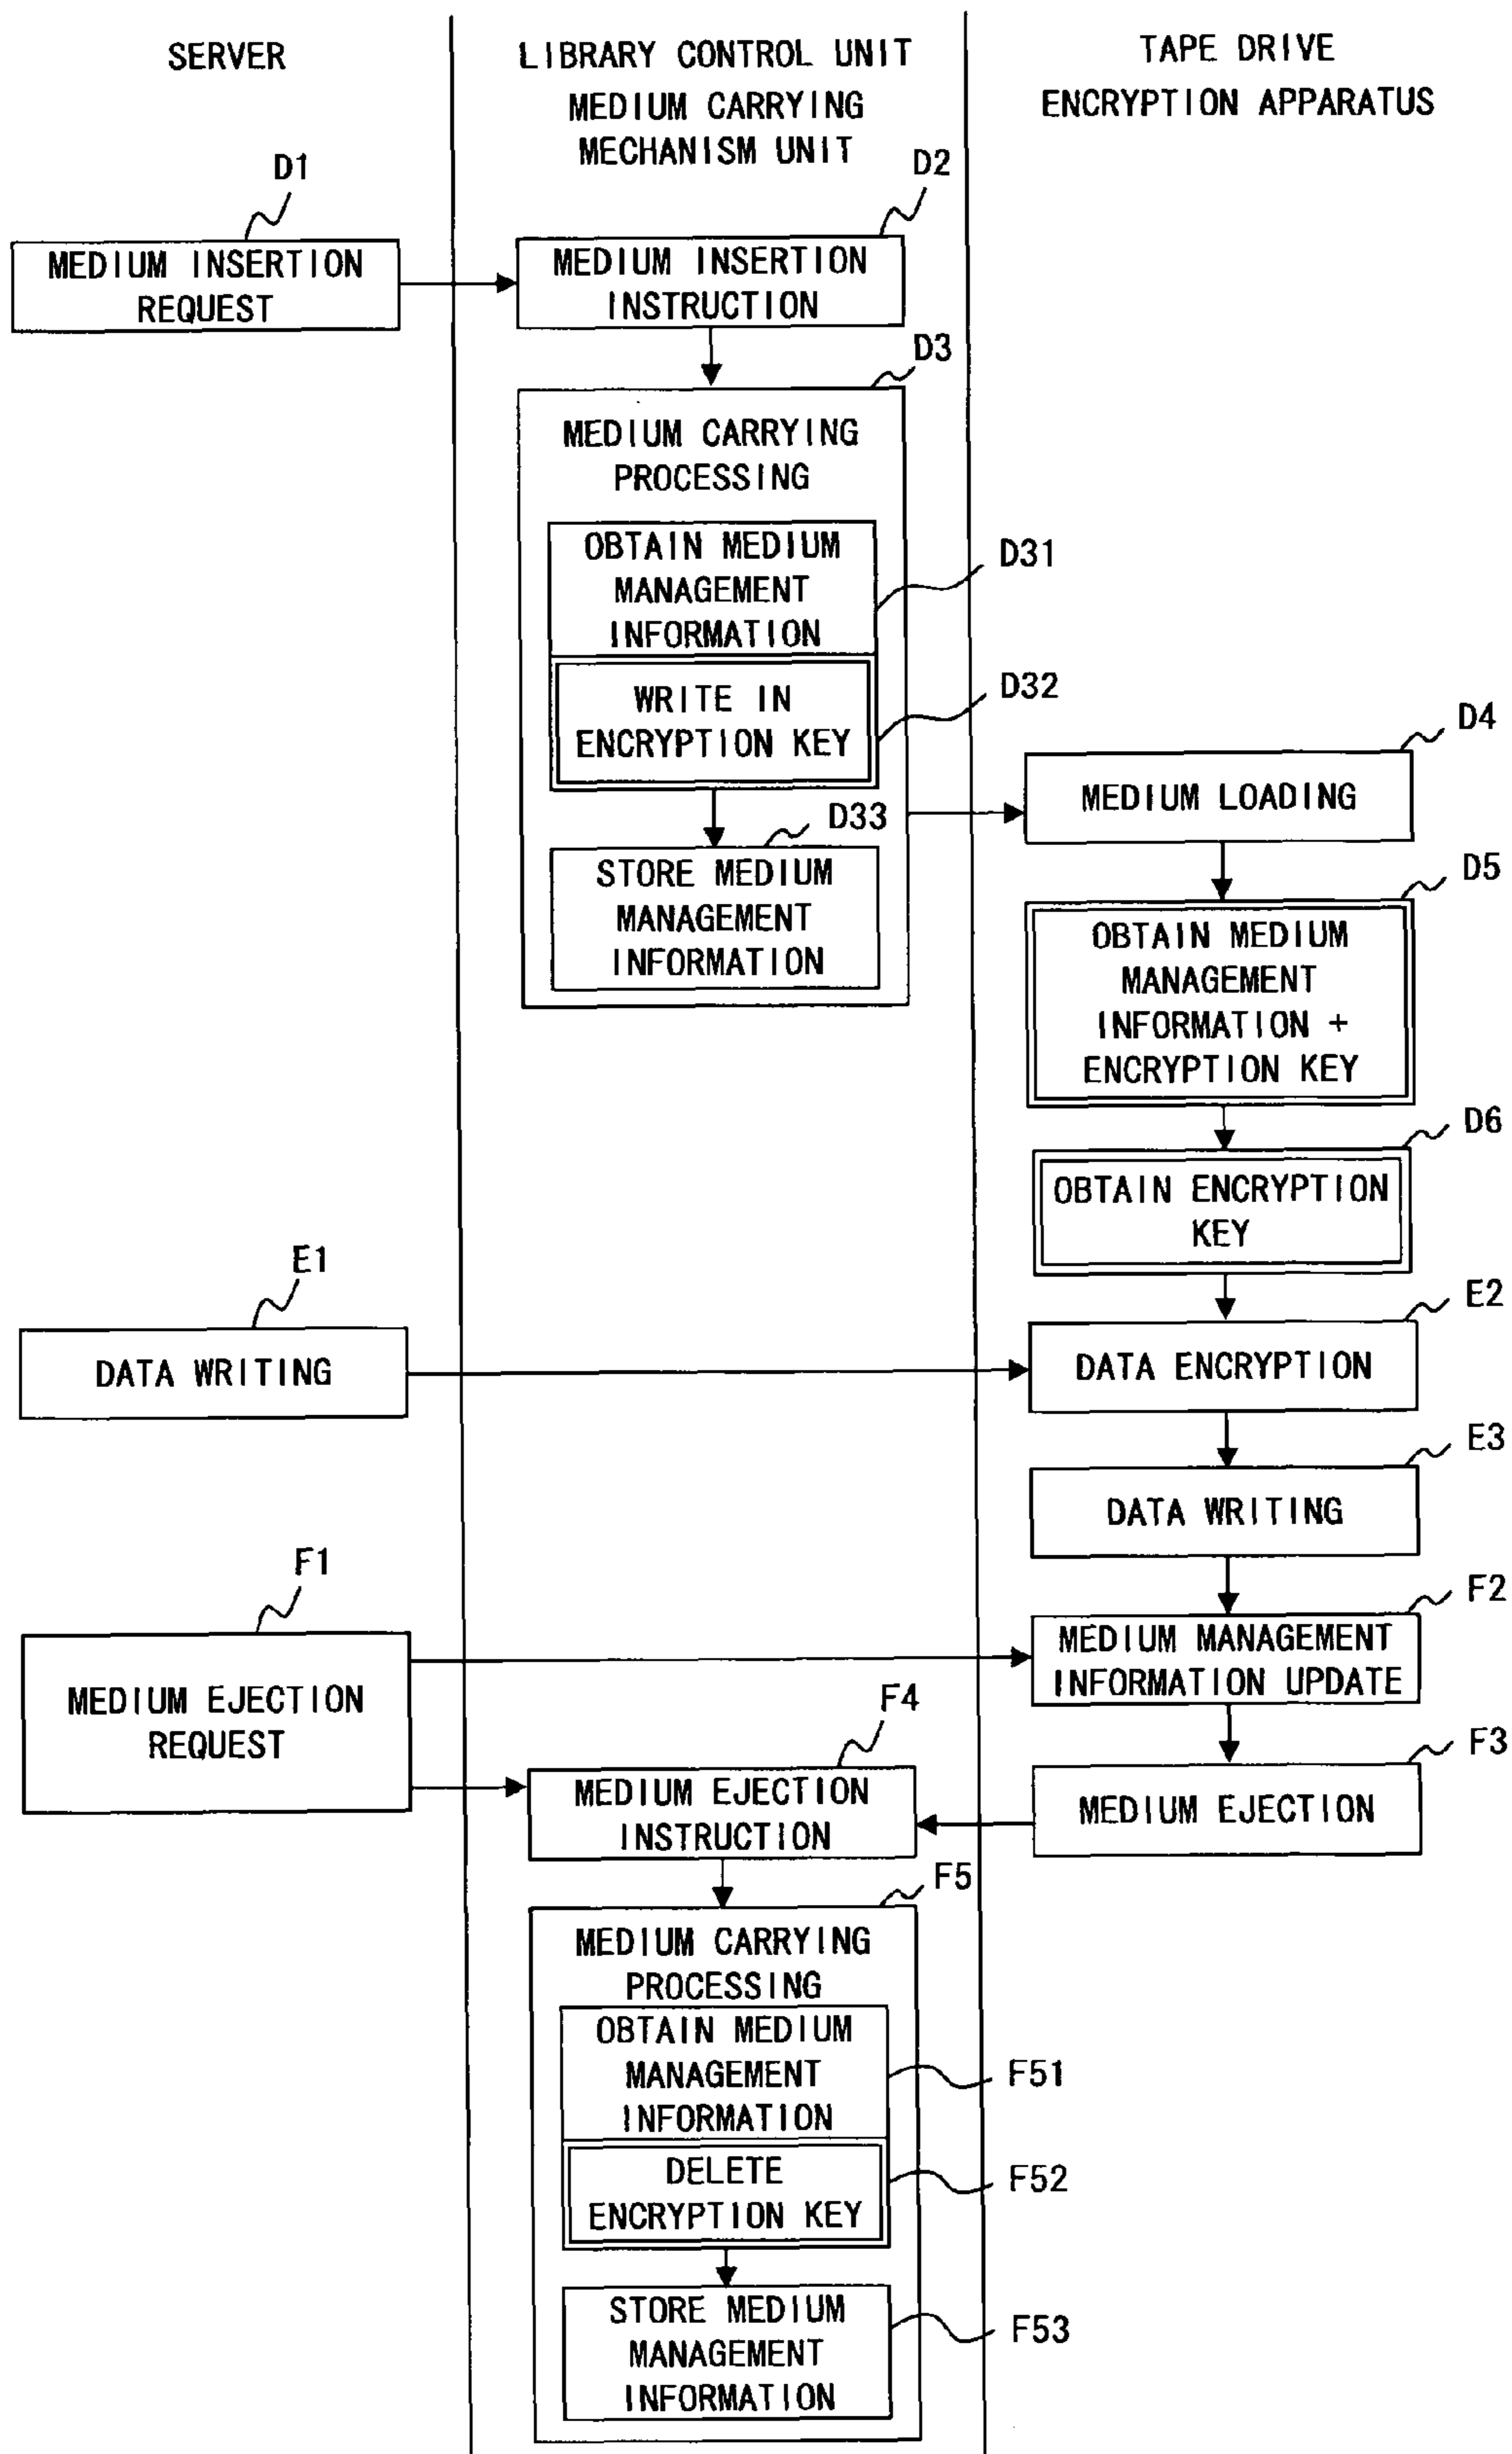 SERVER
LIBRARY CONTROL UNIT
MEDIUM CARRYING
MECHANISM UNIT
TAPE DRIVE
ENCRYPTION APPARATUS
D1
MEDIUM INSERTION
REQUEST
D2
MEDIUM INSERTION
INSTRUCTION
D3
MEDIUM CARRYING
PROCESSING
OBTAIN MEDIUM
MANAGEMENT
INFORMATION
D31
WRITE IN
ENCRYPTION KEY
D32
D33
STORE MEDIUM
MANAGEMENT
INFORMATION
D4
MEDIUM LOADING
D5
OBTAIN MEDIUM
MANAGEMENT
INFORMATION +
ENCRYPTION KEY
D6
OBTAIN ENCRYPTION
KEY
E1
DATA WRITING
E2
DATA ENCRYPTION
E3
DATA WRITING
F1
MEDIUM EJECTION
REQUEST
F2
MEDIUM MANAGEMENT
INFORMATION UPDATE
F3
MEDIUM EJECTION
F4
MEDIUM EJECTION
INSTRUCTION
F5
MEDIUM CARRYING
PROCESSING
OBTAIN MEDIUM
MANAGEMENT
INFORMATION
F51
DELETE
ENCRYPTION KEY
F52
STORE MEDIUM
MANAGEMENT
INFORMATION
F53